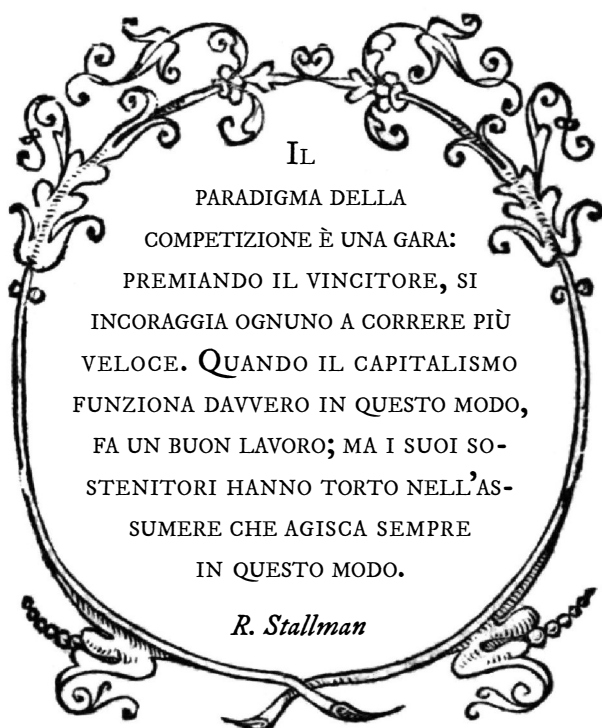 Il
paradigma della
competizione è una gara:
premiando il vincitore, si
incoraggia ognuno a correre più
veloce. Quando il capitalismo
funziona davvero in questo modo,
fa un buon lavoro; ma i suoi so-
stenitori hanno torto nell'as-
sumere che agisca sempre
in questo modo.
R. Stallman